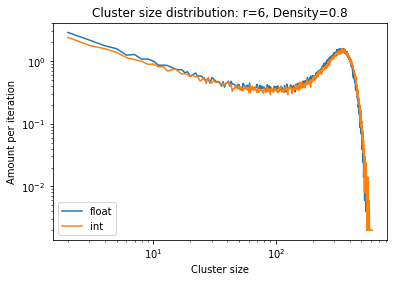 Cluster size distribution: r=6, Density=0.8
Amount per iteration
10⁰
10⁻¹
10⁻²
float
int
10¹
10²
Cluster size